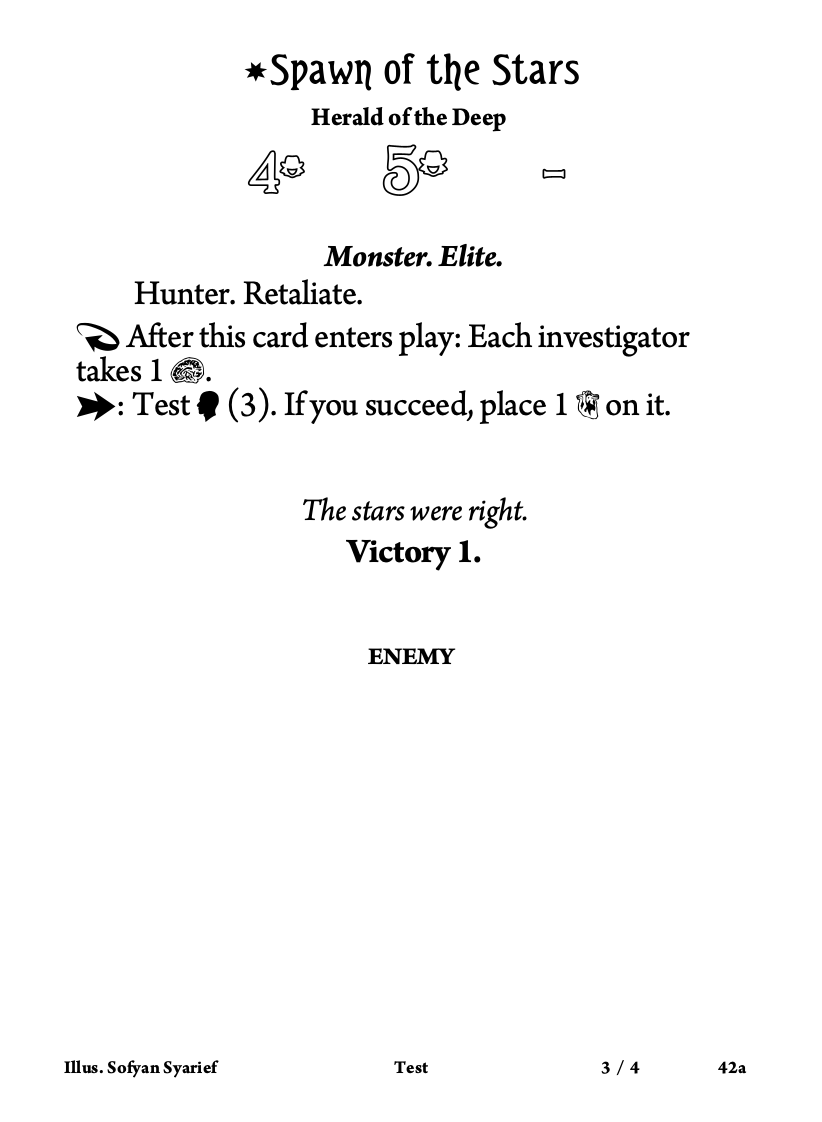 ✷Spawn of the Stars
Herald of the Deep
4 5 –
Monster. Elite.
Hunter. Retaliate.
After this card enters play: Each investigator
takes 1 .
: Test (3). If you succeed, place 1 on it.
The stars were right.
Victory 1.
ENEMY
Illus. Sofyan Syarief Test 3 / 4 42a